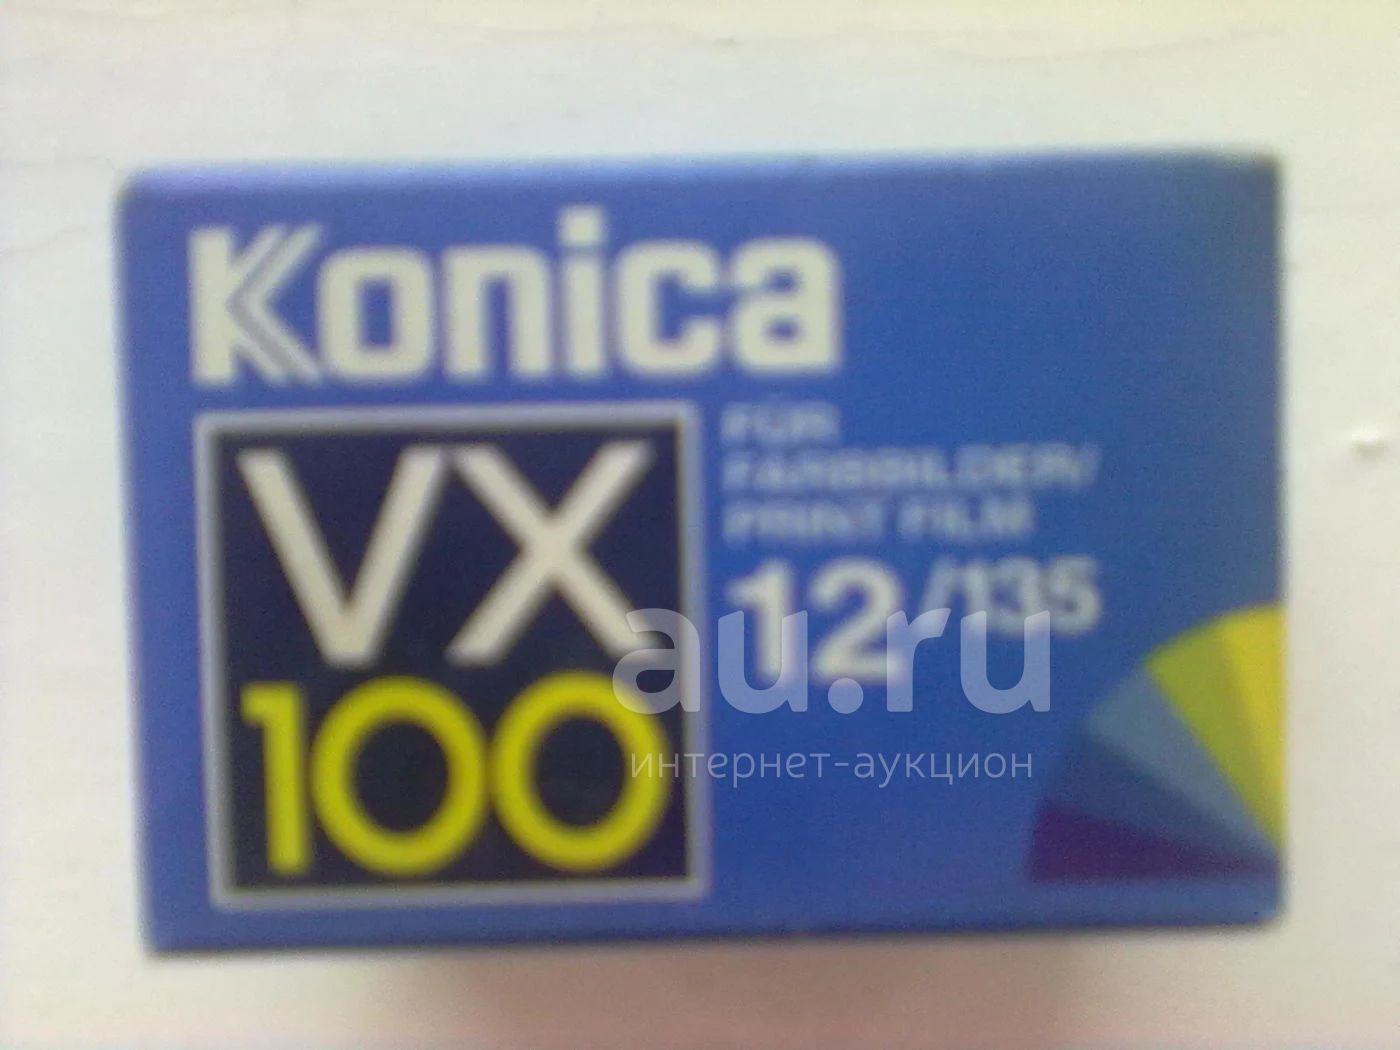 Konica
VX
100
FÜR
FARBBILDER/
PRINT FILM
12/135
au.ru
интернет-аукцион